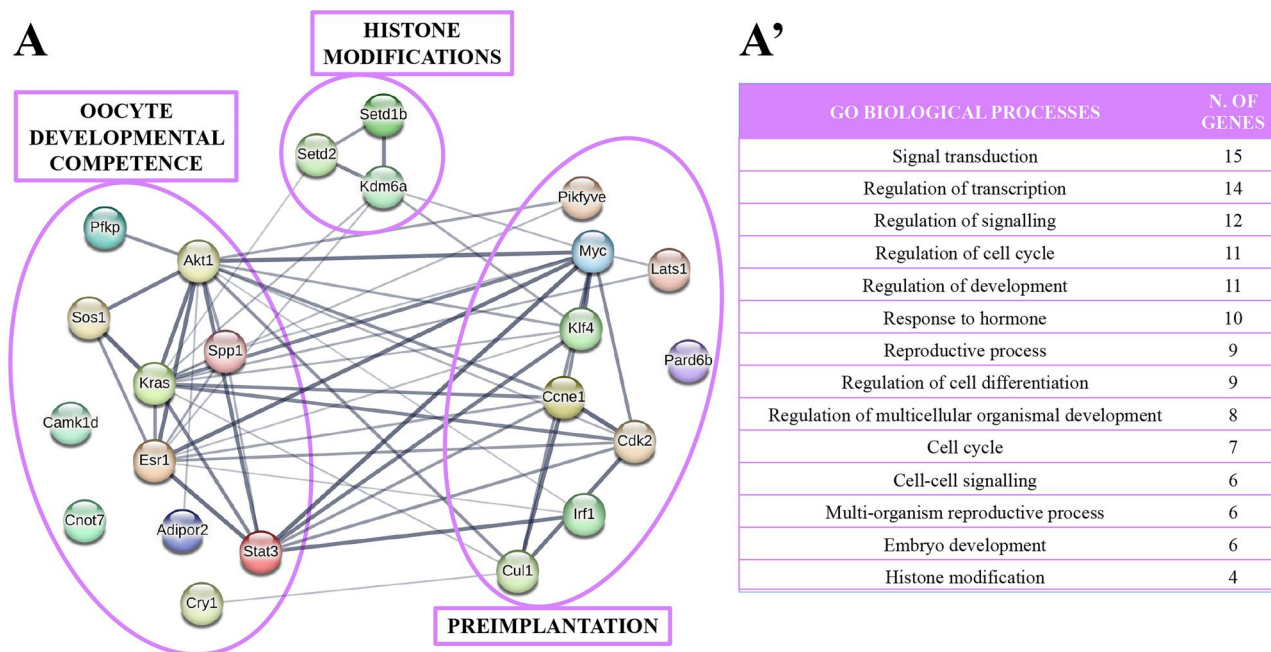 A
HISTONE
MODIFICATIONS
OOCYTE
DEVELOPMENTAL
COMPETENCE
Setd1b
Setd2
Kdm6a
Pfkp
Akt1
Sos1
Spp1
Kras
Camk1d
Esr1
Cnot7
Adipor2
Stat3
Cry1
Pikfyve
Myc
Lats1
Klf4
Pard6b
Ccne1
Cdk2
Irf1
Cul1
PREIMPLANTATION
A’
GO BIOLOGICAL PROCESSES N. OF GENES
Signal transduction 15
Regulation of transcription 14
Regulation of signalling 12
Regulation of cell cycle 11
Regulation of development 11
Response to hormone 10
Reproductive process 9
Regulation of cell differentiation 9
Regulation of multicellular organismal development 8
Cell cycle 7
Cell-cell signalling 6
Multi-organism reproductive process 6
Embryo development 6
Histone modification 4